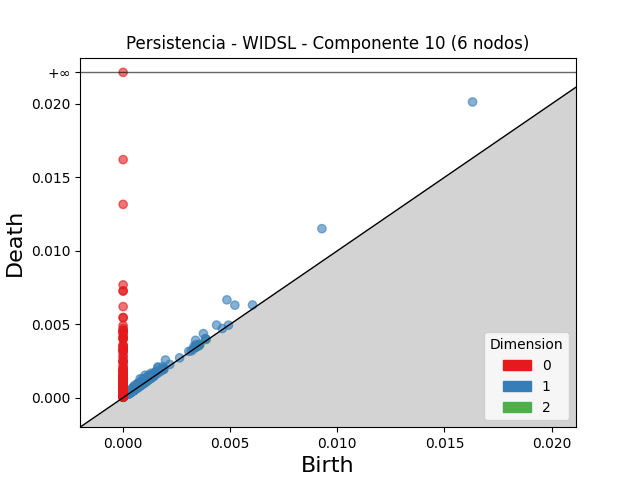 Persistencia - WIDSL - Componente 10 (6 nodos)
+∞
0.020
0.015
0.010
0.005
0.000
Death
Dimension
0
1
2
0.000 0.005 0.010 0.015 0.020
Birth